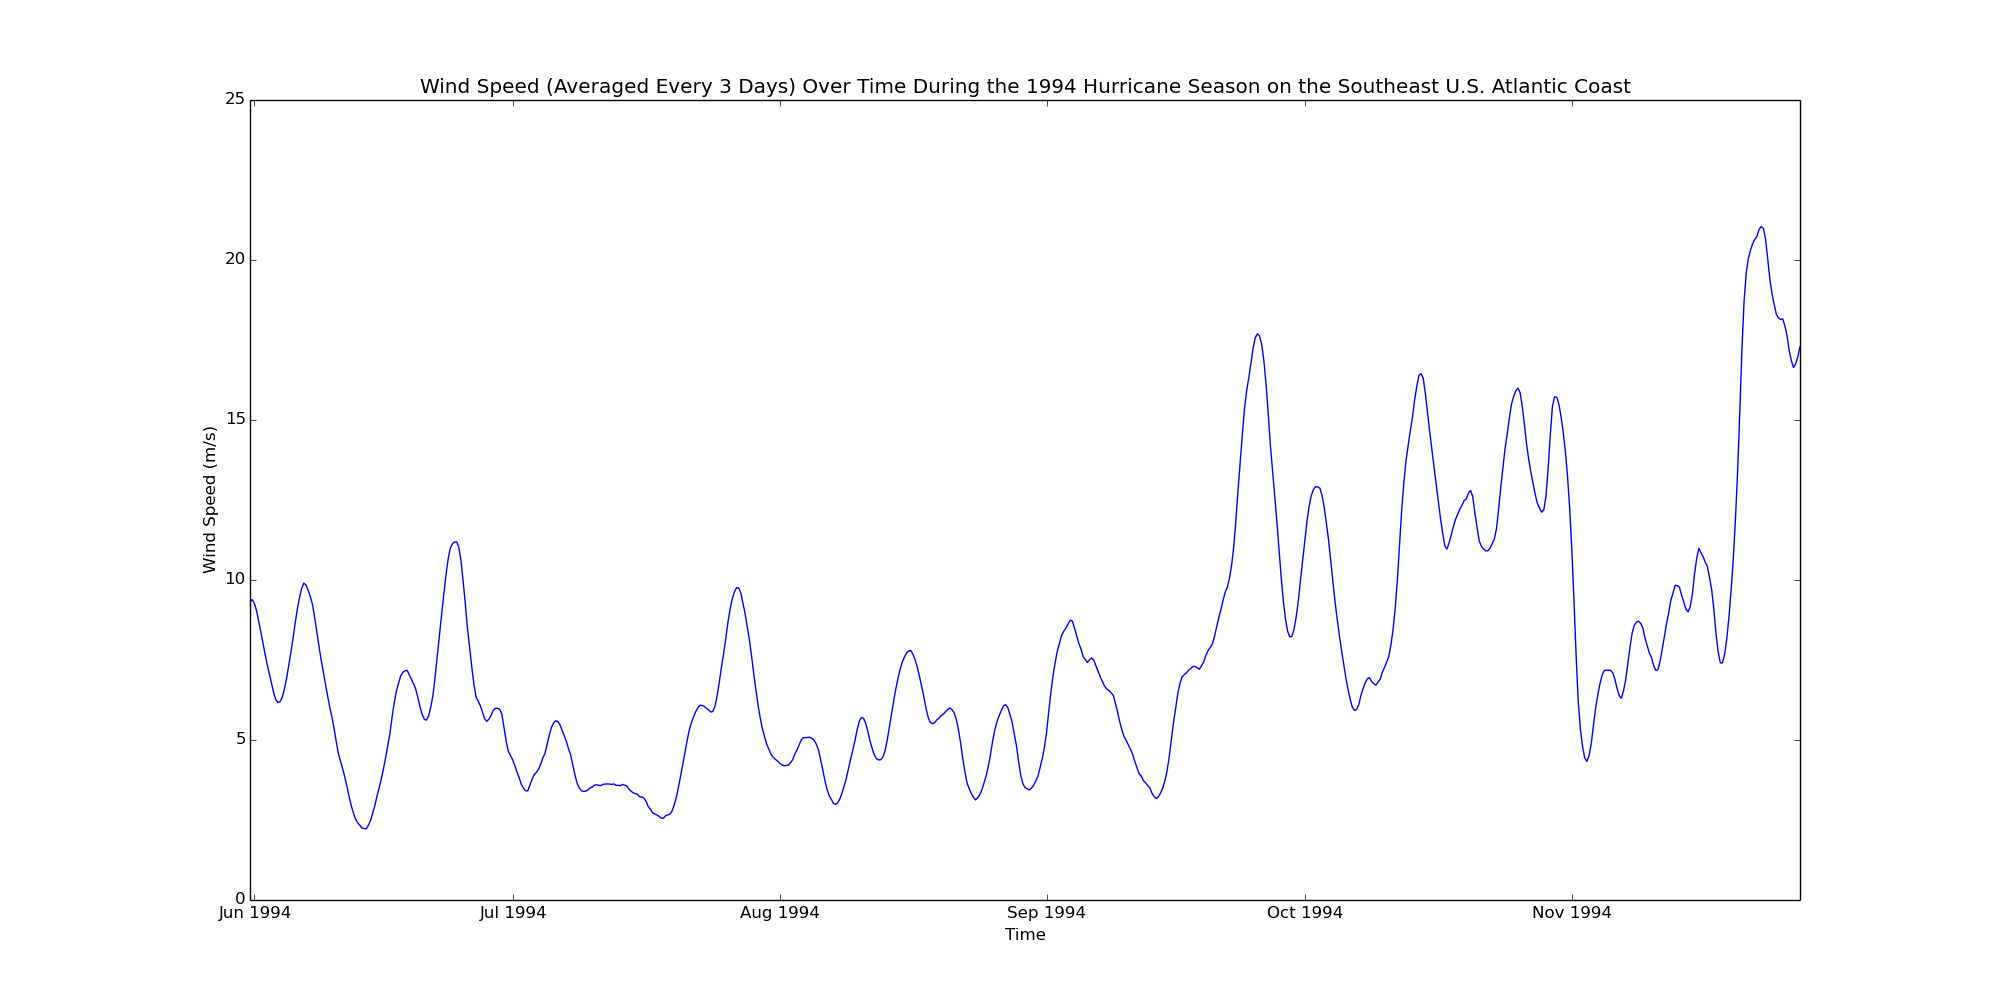 Wind Speed (Averaged Every 3 Days) Over Time During the 1994 Hurricane Season on the Southeast U.S. Atlantic Coast
25
20
15
10
5
0
Wind Speed (m/s)
Jun 1994 Jul 1994 Aug 1994 Sep 1994 Oct 1994 Nov 1994
Time